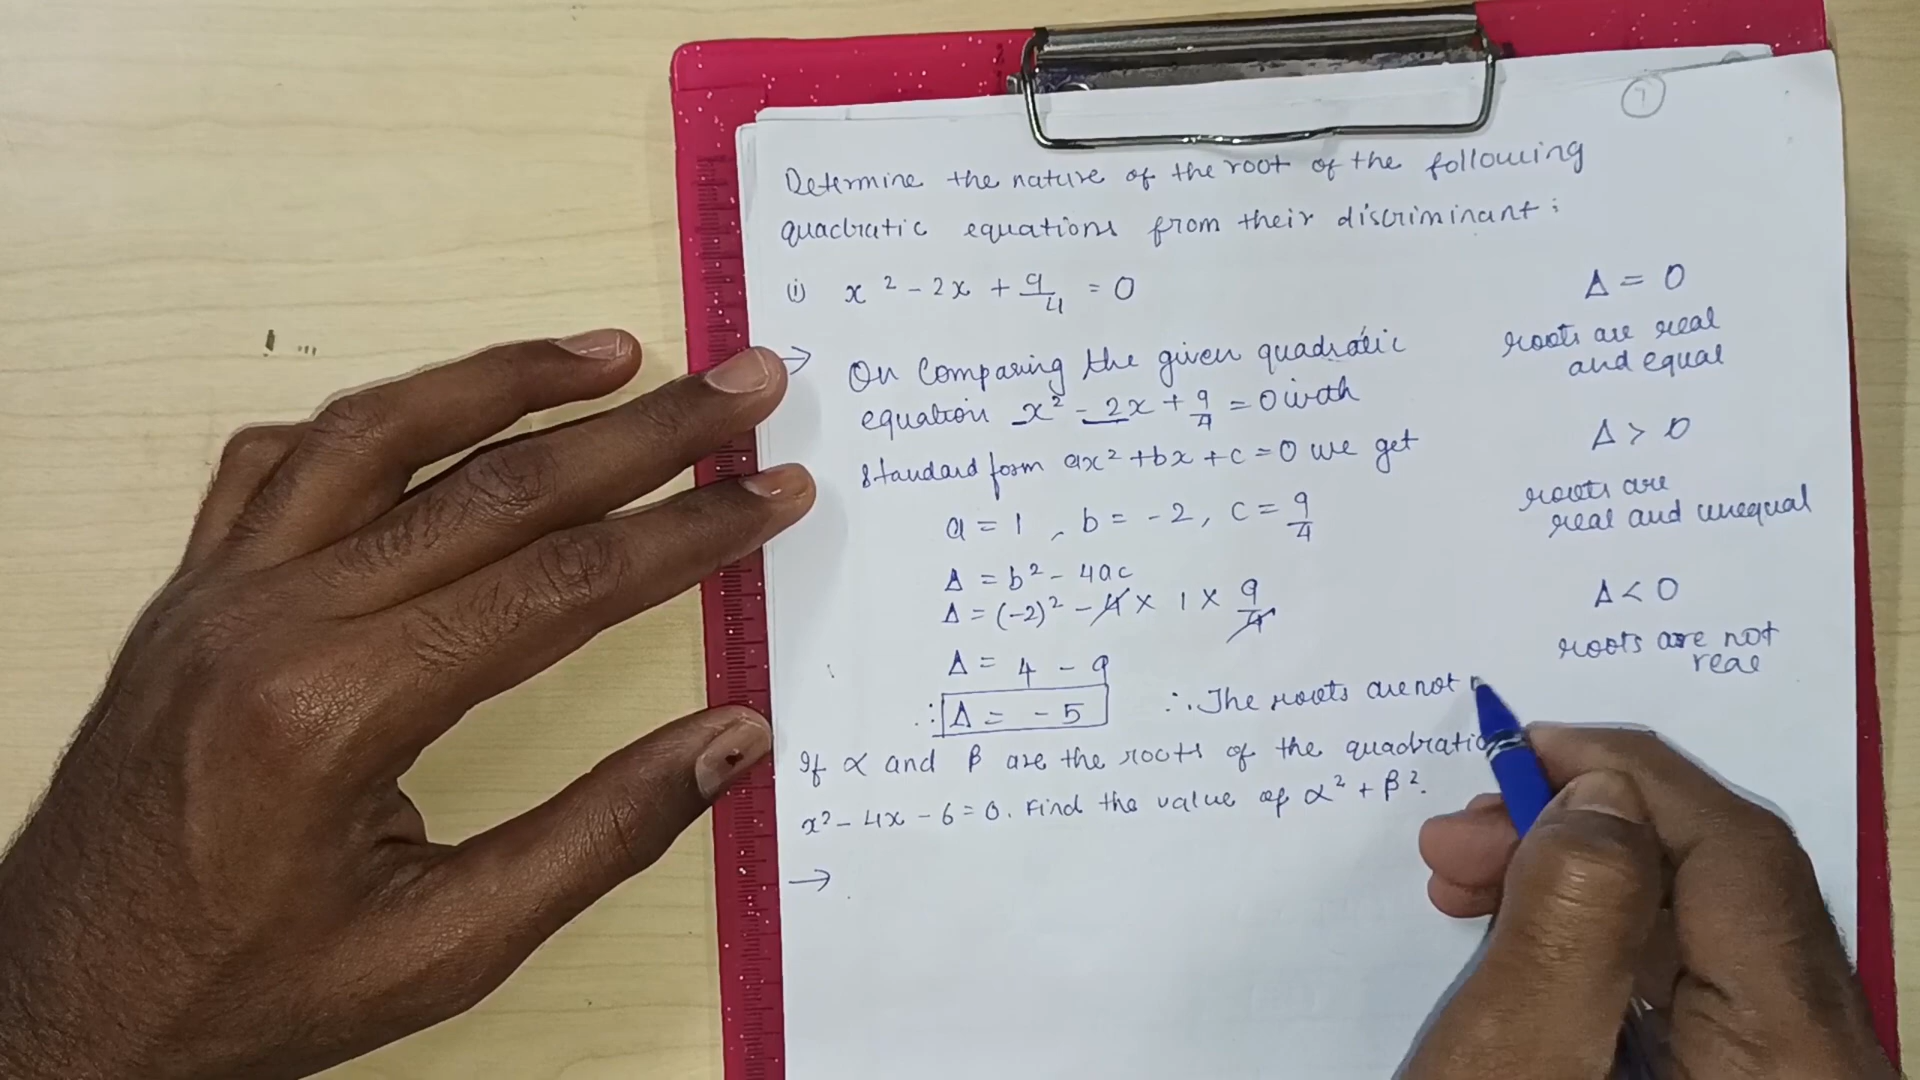 7
Determine the nature of the root of the following
quadratic equations from their discriminant:
(i) x² - 2x + 9/4 = 0
→ On Comparing the given quadratic
equation x² - 2x + 9/4 = 0 with
Standard form ax² + bx + c = 0 we get
a = 1, b = -2, c = 9/4
Δ = b² - 4ac
Δ = (-2)² - 4 × 1 × 9/4
Δ = 4 - 9
∴ Δ = -5
∴ The roots are not
Δ = 0
roots are real
and equal
Δ > 0
roots are
real and unequal
Δ < 0
roots are not
real
If α and β are the roots of the quadratic
x² - 4x - 6 = 0. Find the value of α² + β².
→